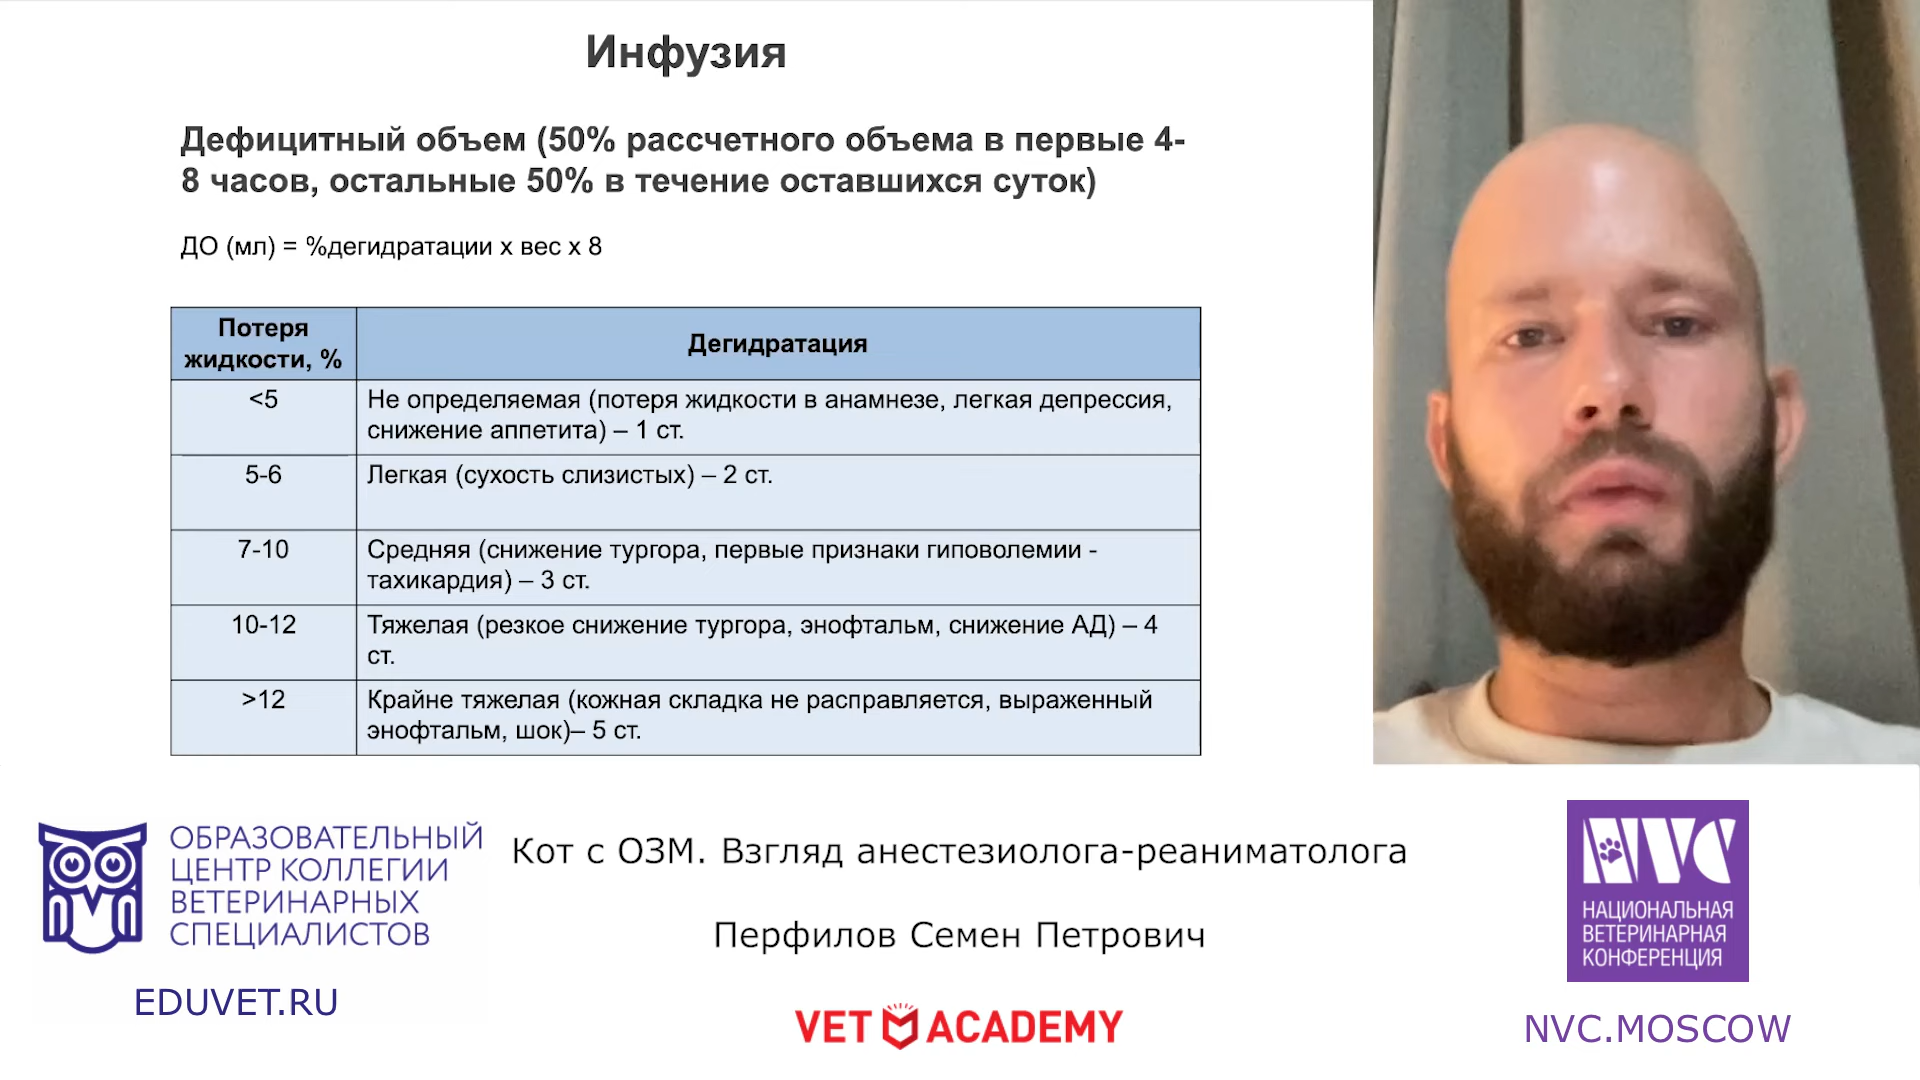 Инфузия
Дефицитный объем (50% рассчетного объема в первые 4-
8 часов, остальные 50% в течение оставшихся суток)
ДО (мл) = %дегидратации x вес x 8
Потеря
жидкости, %
Дегидратация
<5
Не определяемая (потеря жидкости в анамнезе, легкая депрессия,
снижение аппетита) – 1 ст.
5-6
Легкая (сухость слизистых) – 2 ст.
7-10
Средняя (снижение тургора, первые признаки гиповолемии -
тахикардия) – 3 ст.
10-12
Тяжелая (резкое снижение тургора, энофтальм, снижение АД) – 4
ст.
>12
Крайне тяжелая (кожная складка не расправляется, выраженный
энофтальм, шок)– 5 ст.
ОБРАЗОВАТЕЛЬНЫЙ
ЦЕНТР КОЛЛЕГИИ
ВЕТЕРИНАРНЫХ
СПЕЦИАЛИСТОВ
EDUVET.RU
Кот с ОЗМ. Взгляд анестезиолога-реаниматолога
Перфилов Семен Петрович
VET ACADEMY
NVC
НАЦИОНАЛЬНАЯ
ВЕТЕРИНАРНАЯ
КОНФЕРЕНЦИЯ
NVC.MOSCOW